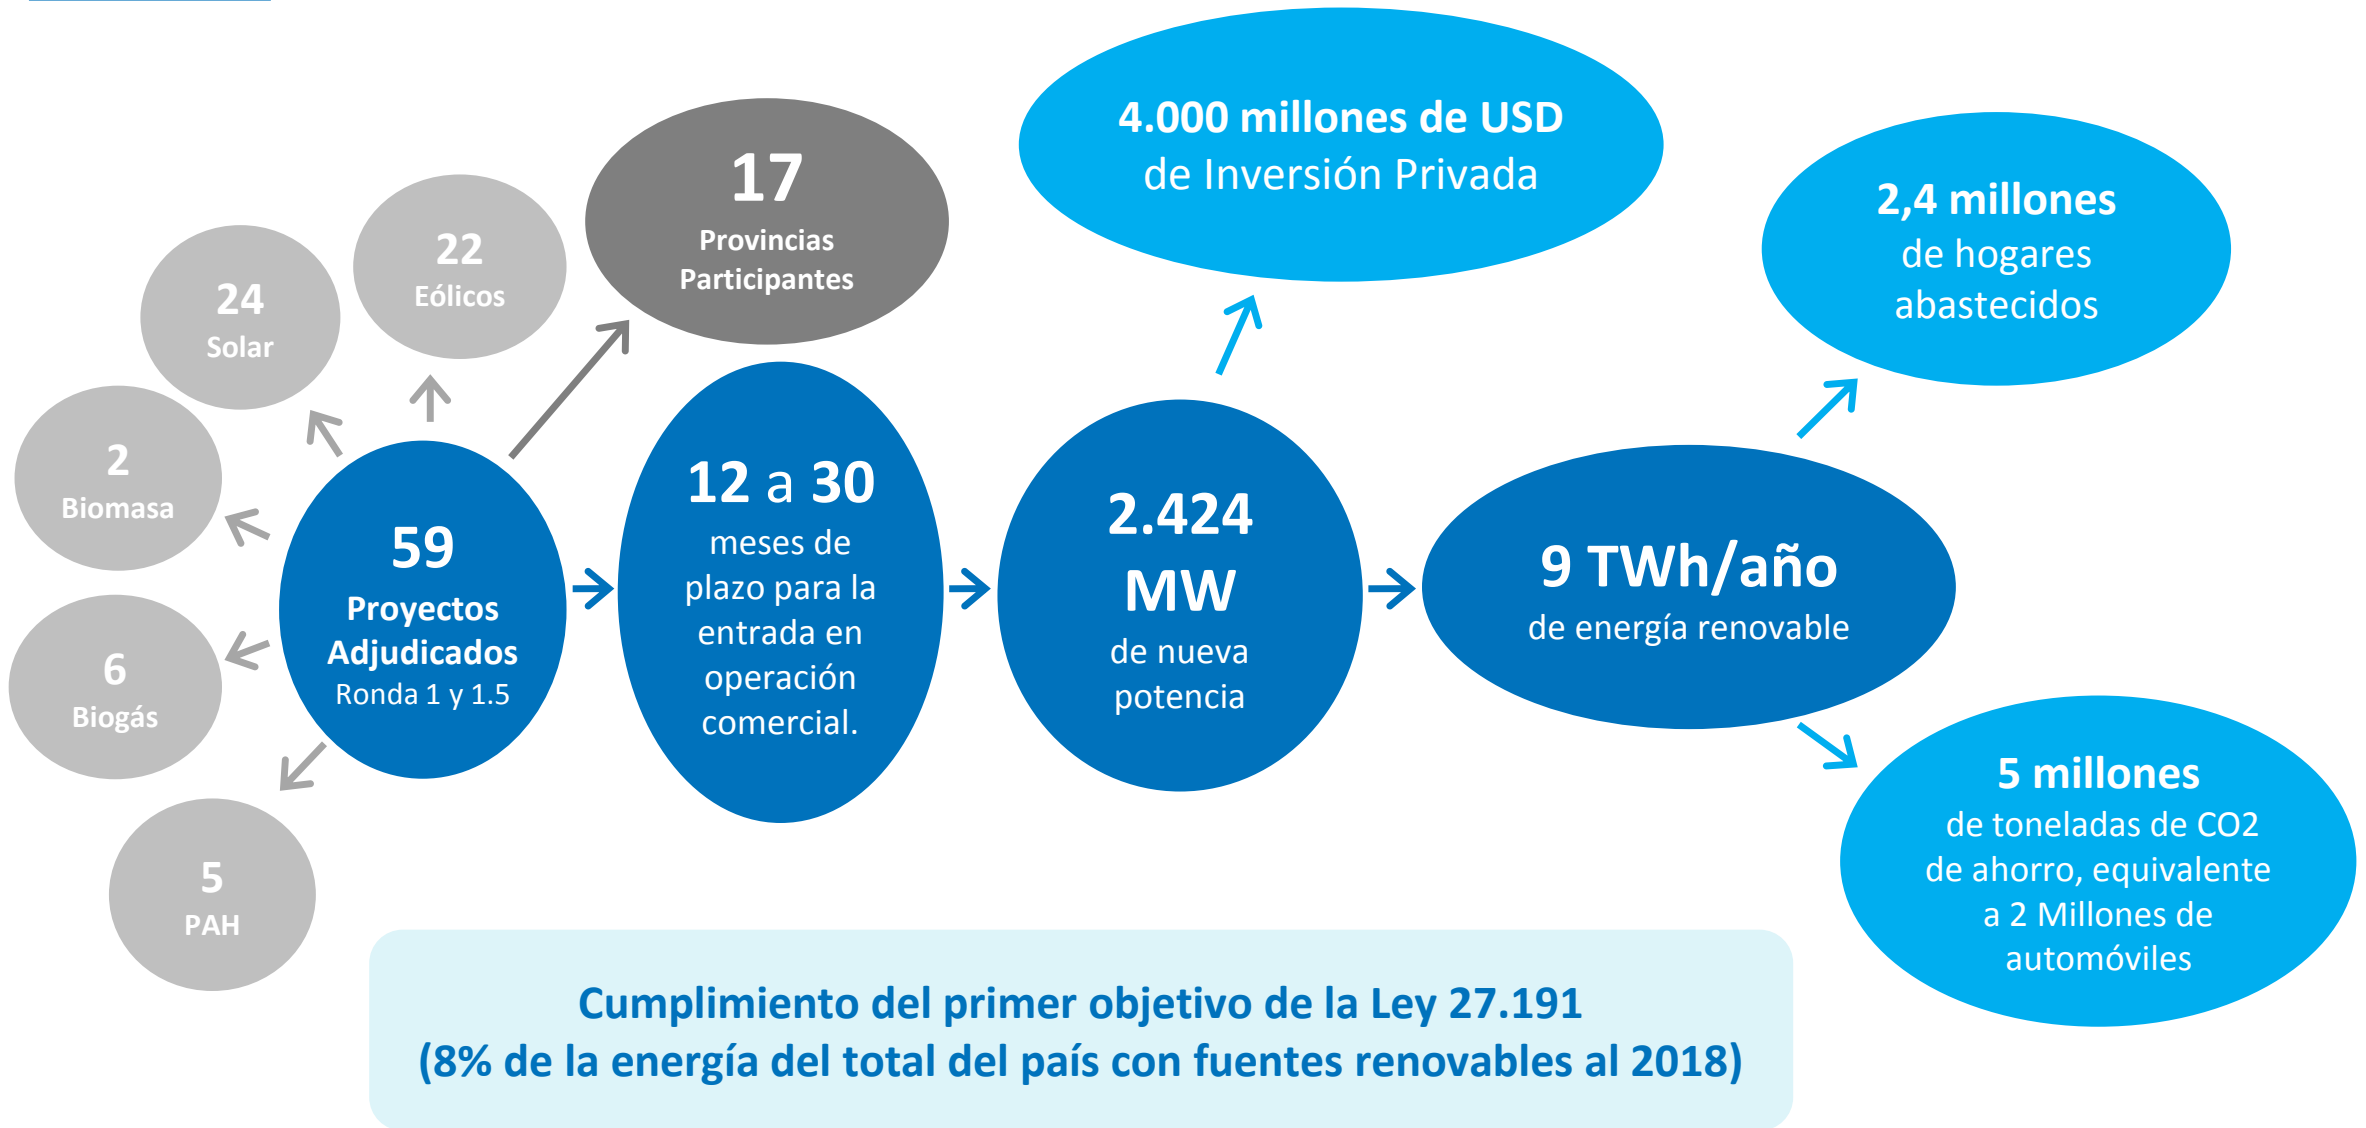 4.000 millones de USD
de Inversión Privada
17
Provincias
Participantes
2,4 millones
de hogares
abastecidos
22
Eólicos
24
Solar
2
Biomasa
6
Biogás
5
PAH
59
Proyectos
Adjudicados
Ronda 1 y 1.5
12 a 30
meses de
plazo para la
entrada en
operación
comercial.
2.424
MW
de nueva
potencia
9 TWh/año
de energía renovable
5 millones
de toneladas de CO2
de ahorro, equivalente
a 2 Millones de
automóviles
Cumplimiento del primer objetivo de la Ley 27.191
(8% de la energía del total del país con fuentes renovables al 2018)